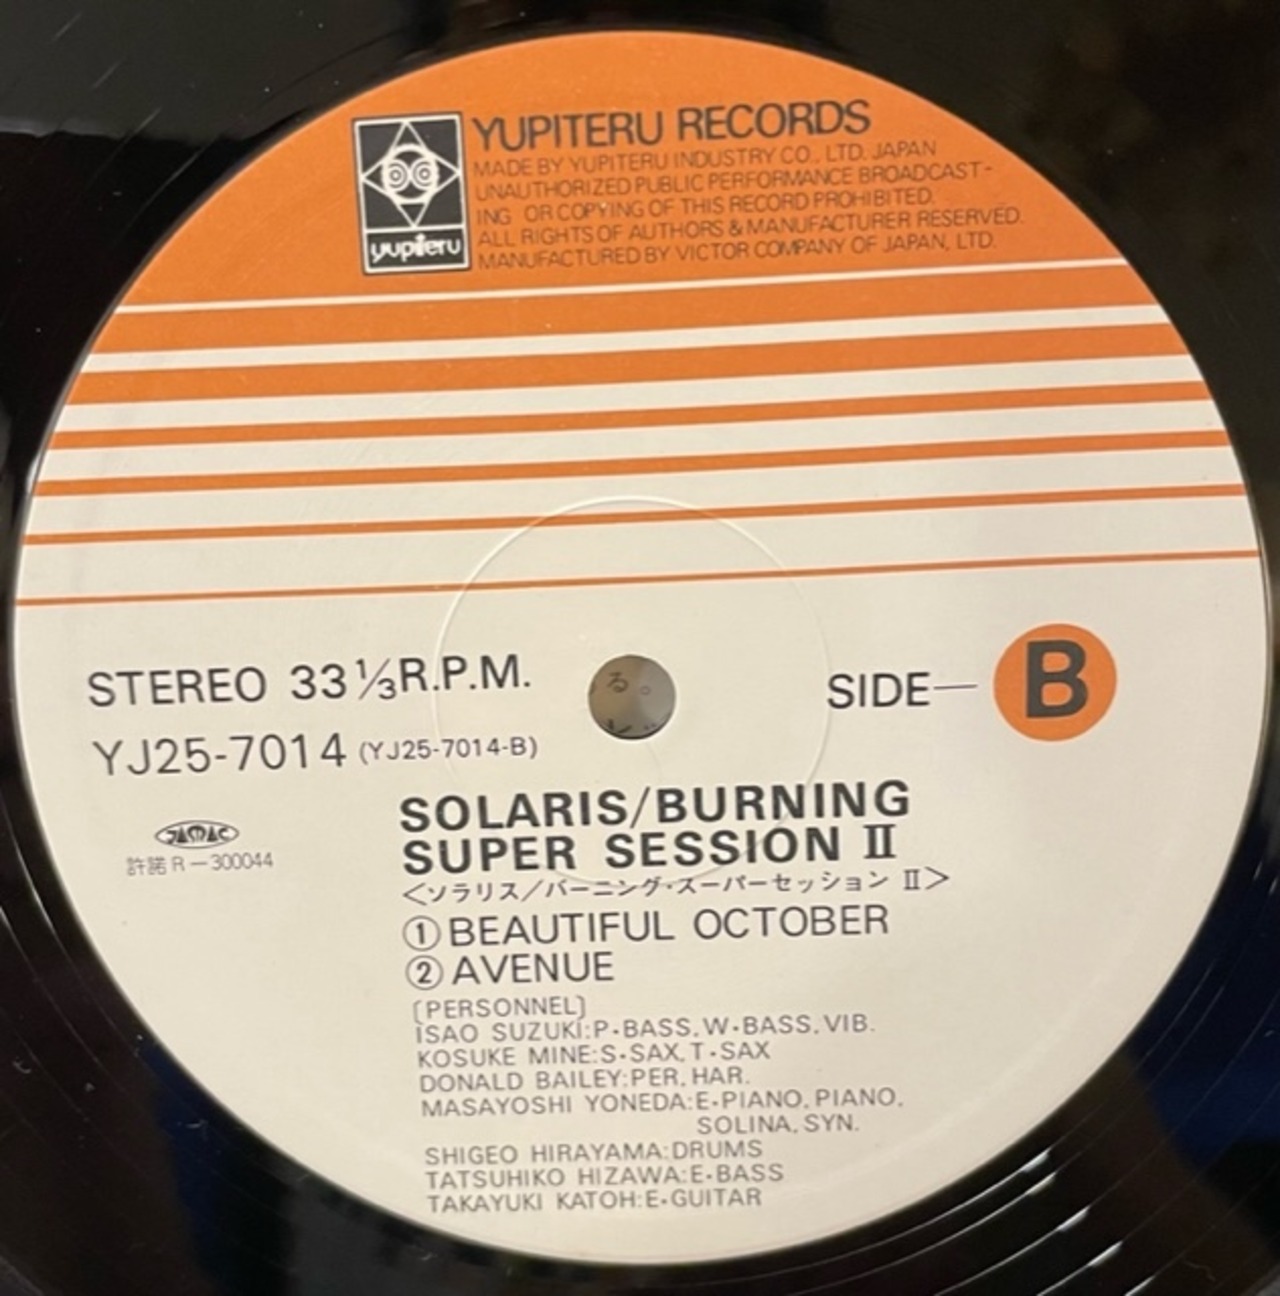 YUPITERU RECORDS
MADE BY YUPITERU INDUSTRY CO., LTD. JAPAN
UNAUTHORIZED PUBLIC PERFORMANCE BROADCAST-
ING OR COPYING OF THIS RECORD PROHIBITED.
ALL RIGHTS OF AUTHORS & MANUFACTURER RESERVED.
MANUFACTURED BY VICTOR COMPANY OF JAPAN, LTD.
yupiteru
STEREO 33 1/3 R.P.M.
SIDE—B
YJ25-7014 (YJ25-7014-B)
JAMAC
許諾 R-300044
SOLARIS/BURNING
SUPER SESSION II
<ソラリス/バーニング・スーパーセッション II>
① BEAUTIFUL OCTOBER
② AVENUE
[PERSONNEL]
ISAO SUZUKI:P•BASS, W•BASS, VIB.
KOSUKE MINE:S•SAX, T•SAX
DONALD BAILEY:PER, HAR.
MASAYOSHI YONEDA:E•PIANO, PIANO,
SOLINA, SYN.
SHIGEO HIRAYAMA:DRUMS
TATSUHIKO HIZAWA:E•BASS
TAKAYUKI KATOH:E•GUITAR